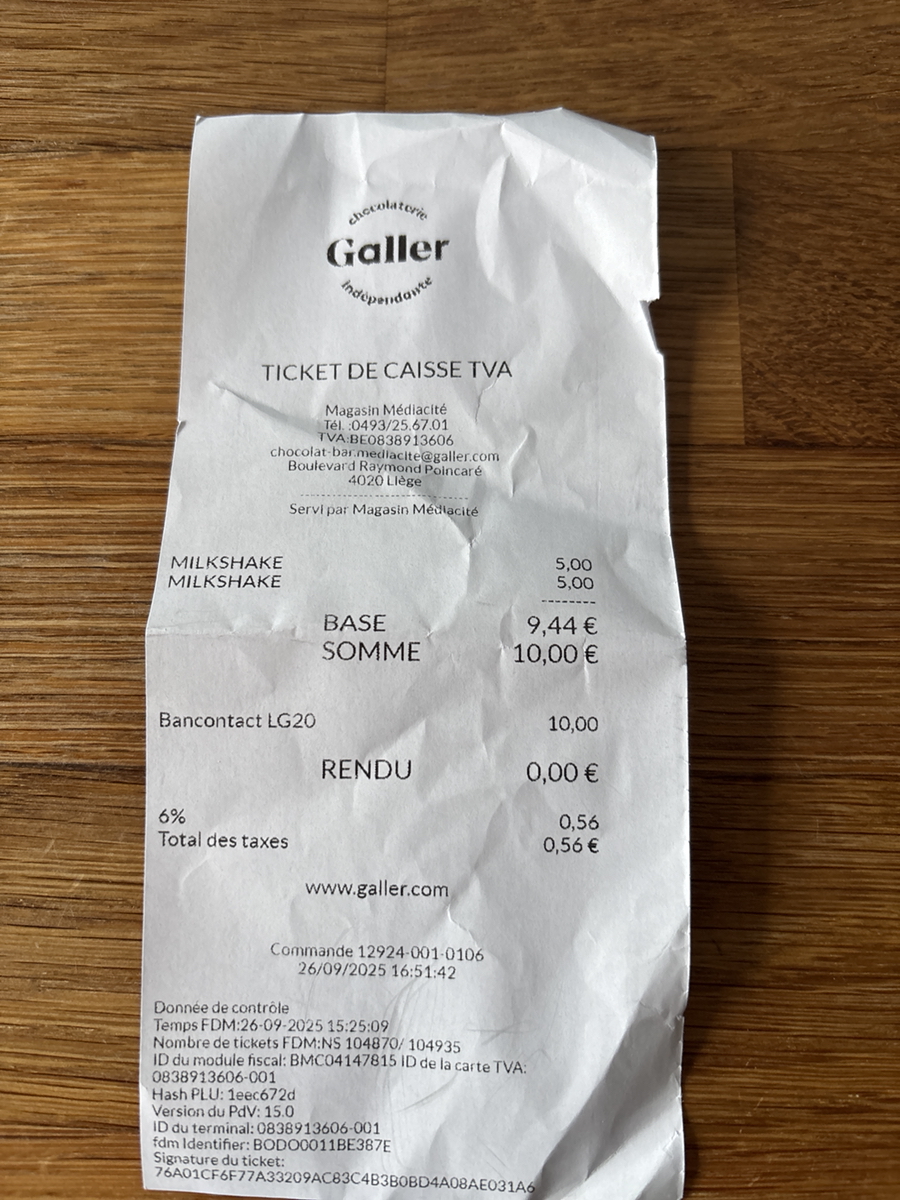 chocolaterie
Galler
indépendante
TICKET DE CAISSE TVA
Magasin Médiacité
Tél. :0493/25.67.01
TVA:BE0838913606
chocolat-bar.mediacite@galler.com
Boulevard Raymond Poincaré
4020 Liège
Servi par Magasin Médiacité
MILKSHAKE 5,00
MILKSHAKE 5,00
BASE 9,44 €
SOMME 10,00 €
Bancontact LG20 10,00
RENDU 0,00 €
6% 0,56
Total des taxes 0,56 €
www.galler.com
Commande 12924-001-0106
26/09/2025 16:51:42
Donnée de contrôle
Temps FDM:26-09-2025 15:25:09
Nombre de tickets FDM:NS 104870/ 104935
ID du module fiscal: BMC04147815 ID de la carte TVA:
0838913606-001
Hash PLU: 1eec672d
Version du PdV: 15.0
ID du terminal: 0838913606-001
fdm Identifier: BODO0011BE387E
Signature du ticket:
76A01CF6F77A33209AC83C4B3B0BD4A08AE031A6